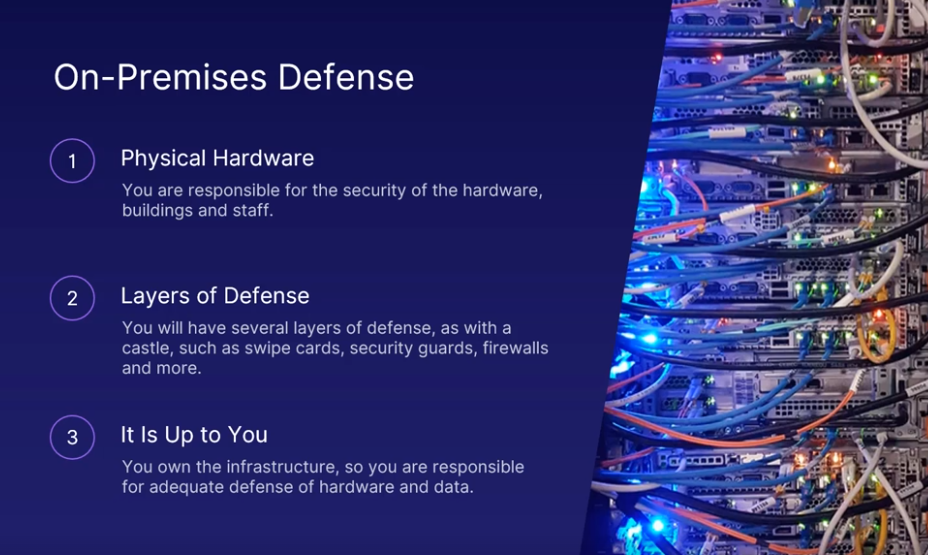 On-Premises Defense
1
Physical Hardware
You are responsible for the security of the hardware,
buildings and staff.
2
Layers of Defense
You will have several layers of defense, as with a
castle, such as swipe cards, security guards, firewalls
and more.
3
It Is Up to You
You own the infrastructure, so you are responsible
for adequate defense of hardware and data.